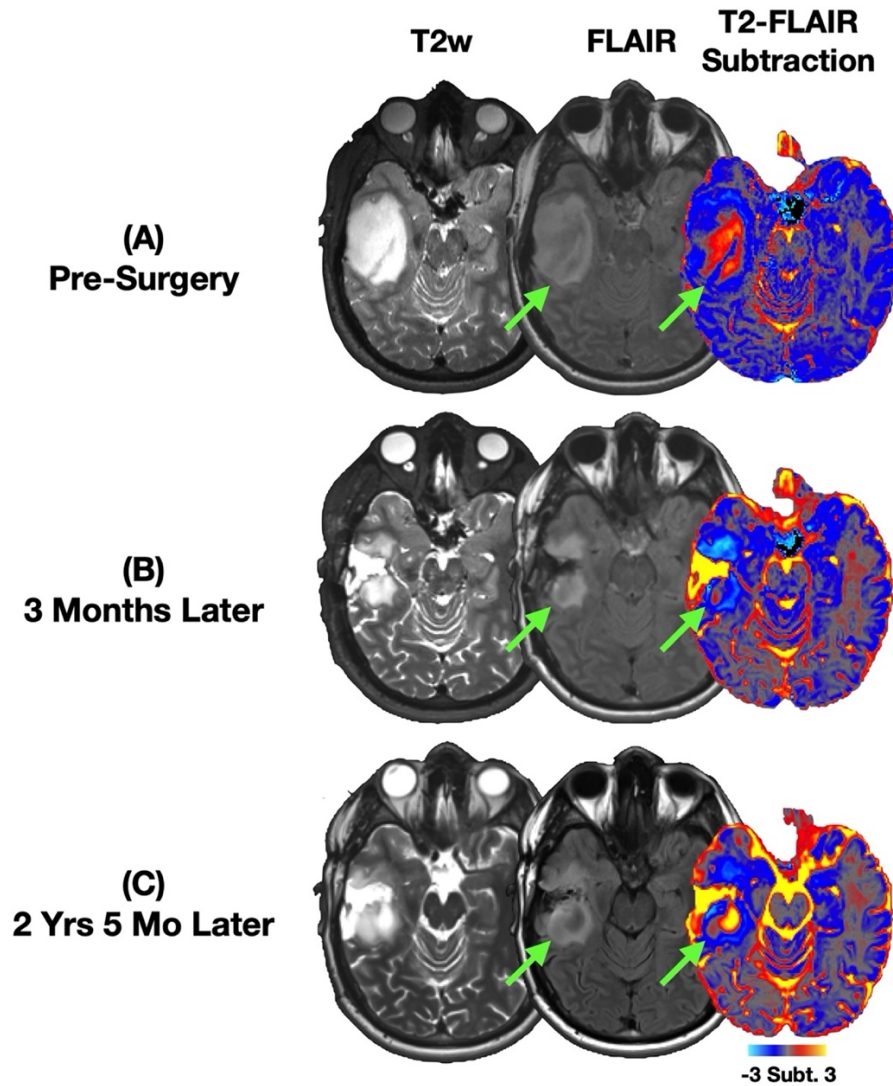 T2w
FLAIR
T2-FLAIR
Subtraction
(A)
Pre-Surgery
(B)
3 Months Later
(C)
2 Yrs 5 Mo Later
-3 Subt. 3